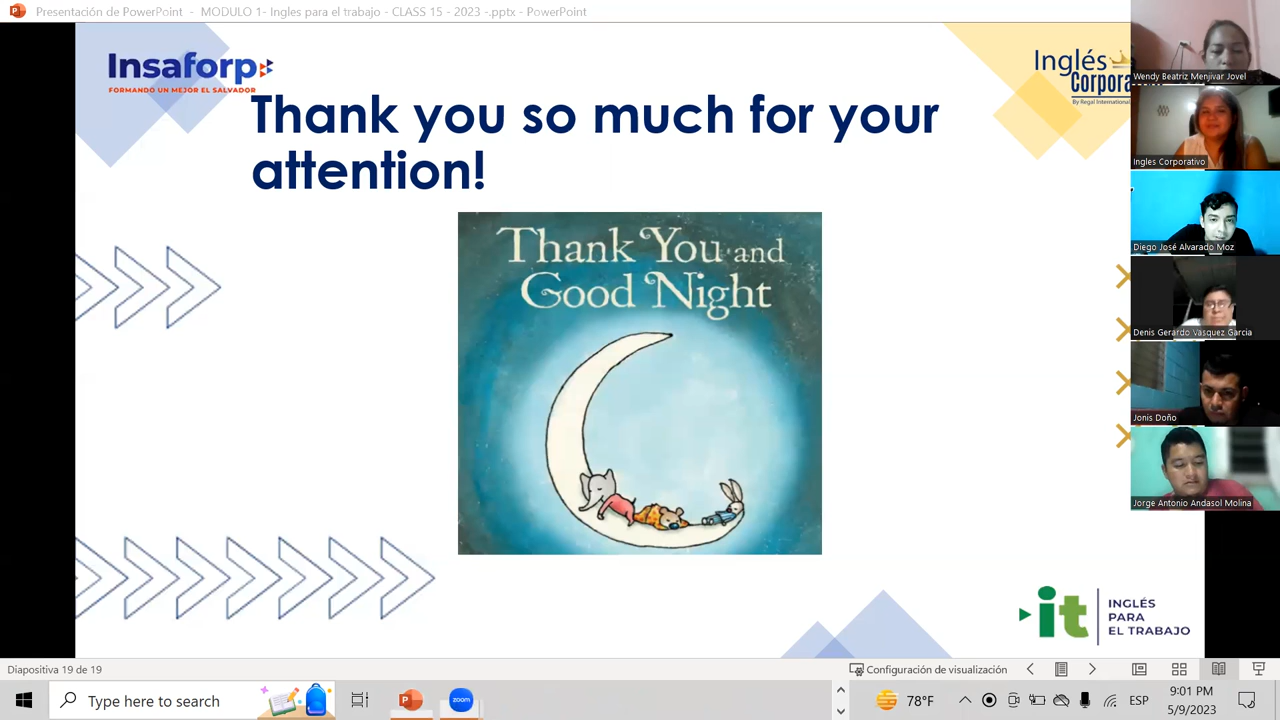 Presentación de PowerPoint - MODULO 1- Ingles para el trabajo - CLASS 15 - 2023 -.pptx - PowerPoint
Insaforp
FORMANDO UN MEJOR EL SALVADOR
Inglés
By Regal International
Thank you so much for your
attention!
Thank You and
Good Night
Wendy Beatriz Menjivar Jovel
Ingles Corporativo
Diego José Alvarado Moz
Denis Gerardo Vasquez Garcia
Jonis Doño
Jorge Antonio Andasol Molina
it
INGLÉS
PARA
EL TRABAJO
Diapositiva 19 de 19
Configuración de visualización
Type here to search
zoom
78°F
ESP
9:01 PM
5/9/2023